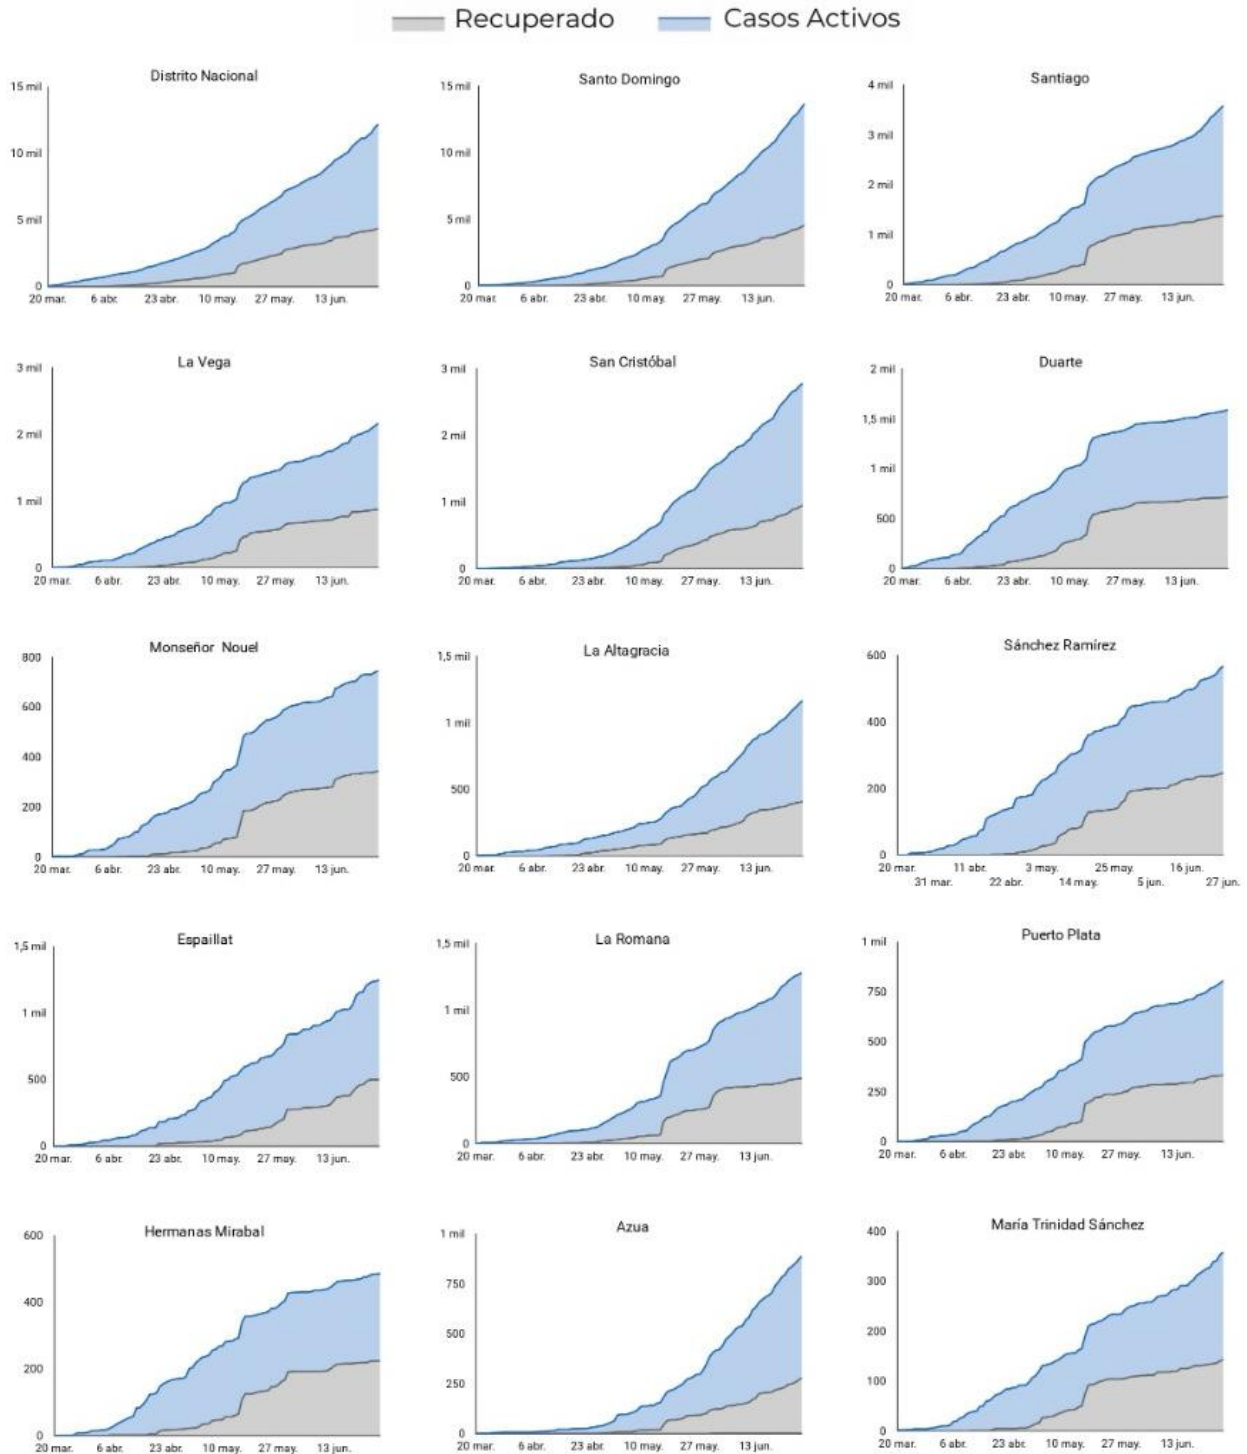 Recuperado Casos Activos
Distrito Nacional
15 mil
10 mil
5 mil
0
20 mar. 6 abr. 23 abr. 10 may. 27 may. 13 jun.
Santo Domingo
15 mil
10 mil
5 mil
0
20 mar. 6 abr. 23 abr. 10 may. 27 may. 13 jun.
Santiago
4 mil
3 mil
2 mil
1 mil
0
20 mar. 6 abr. 23 abr. 10 may. 27 may. 13 jun.
La Vega
3 mil
2 mil
1 mil
0
20 mar. 6 abr. 23 abr. 10 may. 27 may. 13 jun.
San Cristóbal
3 mil
2 mil
1 mil
0
20 mar. 6 abr. 23 abr. 10 may. 27 may. 13 jun.
Duarte
2 mil
1,5 mil
1 mil
500
0
20 mar. 6 abr. 23 abr. 10 may. 27 may. 13 jun.
Monseñor Nouel
800
600
400
200
0
20 mar. 6 abr. 23 abr. 10 may. 27 may. 13 jun.
La Altagracia
1,5 mil
1 mil
500
0
20 mar. 6 abr. 23 abr. 10 may. 27 may. 13 jun.
Sánchez Ramírez
600
400
200
0
20 mar. 11 abr. 3 may. 25 may. 16 jun.
31 mar. 22 abr. 14 may. 5 jun. 27 jun.
Espaillat
1,5 mil
1 mil
500
0
20 mar. 6 abr. 23 abr. 10 may. 27 may. 13 jun.
La Romana
1,5 mil
1 mil
500
0
20 mar. 6 abr. 23 abr. 10 may. 27 may. 13 jun.
Puerto Plata
1 mil
750
500
250
0
20 mar. 6 abr. 23 abr. 10 may. 27 may. 13 jun.
Hermanas Mirabal
600
400
200
0
20 mar. 6 abr. 23 abr. 10 may. 27 may. 13 jun.
Azua
1 mil
750
500
250
0
20 mar. 6 abr. 23 abr. 10 may. 27 may. 13 jun.
María Trinidad Sánchez
400
300
200
100
0
20 mar. 6 abr. 23 abr. 10 may. 27 may. 13 jun.